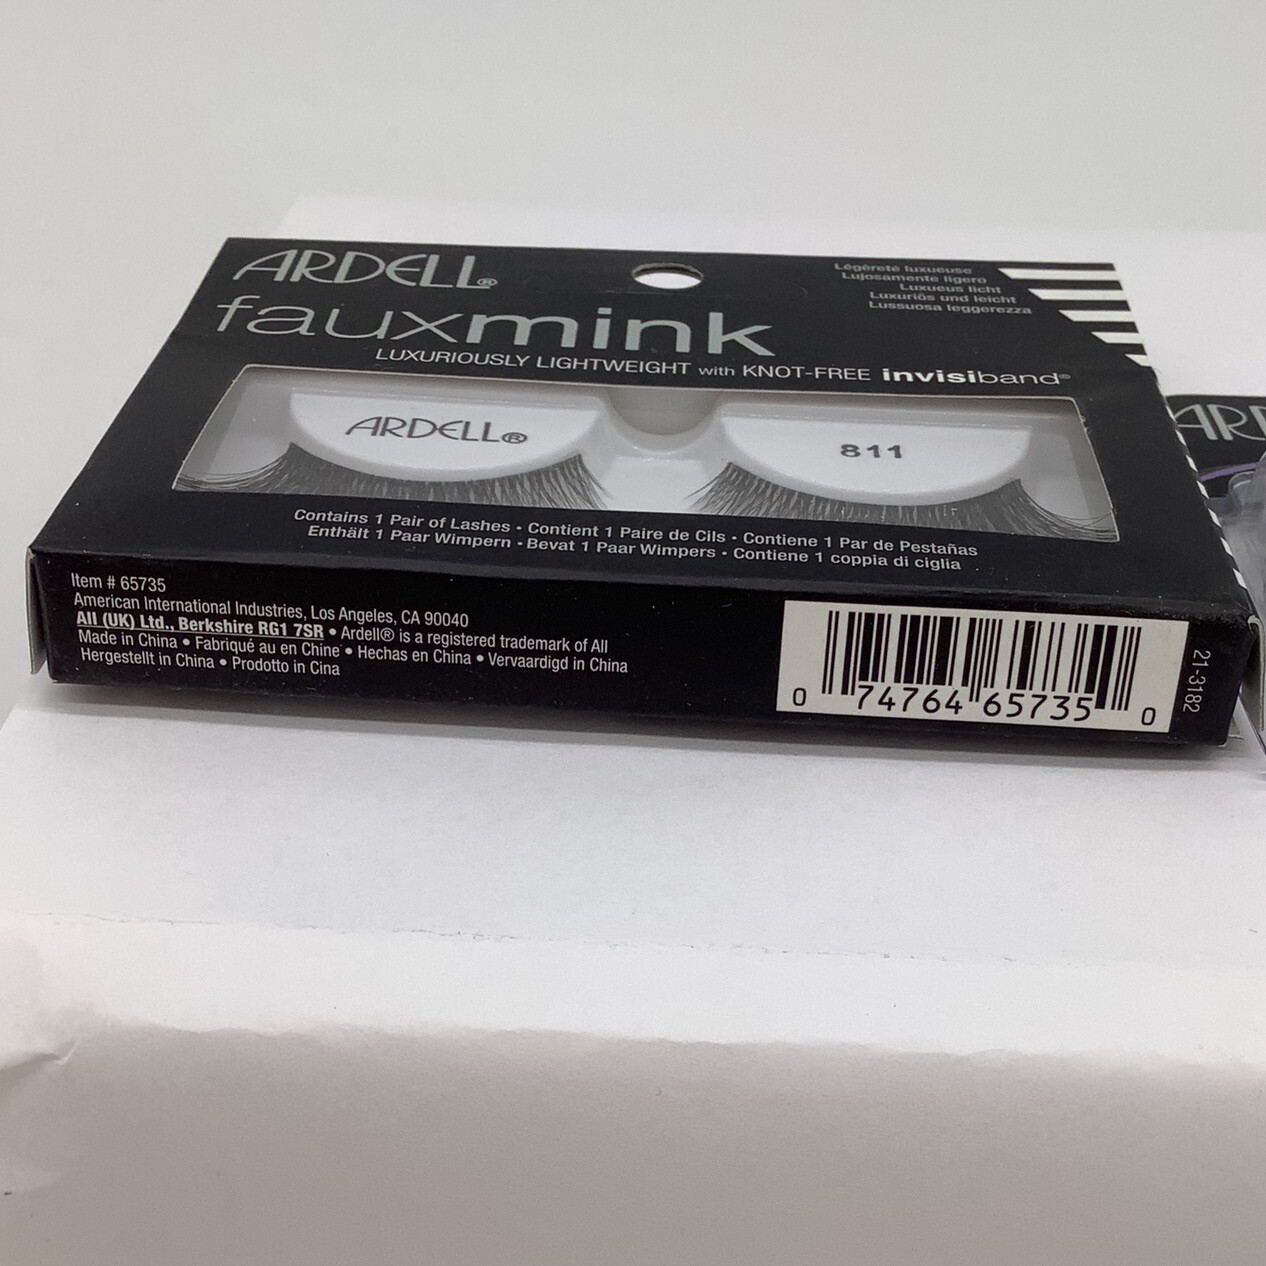 ARDELL®
fauxmink
LUXURIOUSLY LIGHTWEIGHT with KNOT-FREE invisiband®
Légèreté luxueuse
Lujosamente ligero
Luxueus licht
Luxuriös und leicht
Lussuosa leggerezza
ARDELL®
811
Contains 1 Pair of Lashes • Contient 1 Paire de Cils • Contiene 1 Par de Pestañas
Enthält 1 Paar Wimpern • Bevat 1 Paar Wimpers • Contiene 1 coppia di ciglia
Item # 65735
American International Industries, Los Angeles, CA 90040
AII (UK) Ltd., Berkshire RG1 7SR • Ardell® is a registered trademark of AII
Made in China • Fabriqué au en Chine • Hechas en China • Vervaardigd in China
Hergestellt in China • Prodotto in Cina
0 74764 65735 0
21-3182